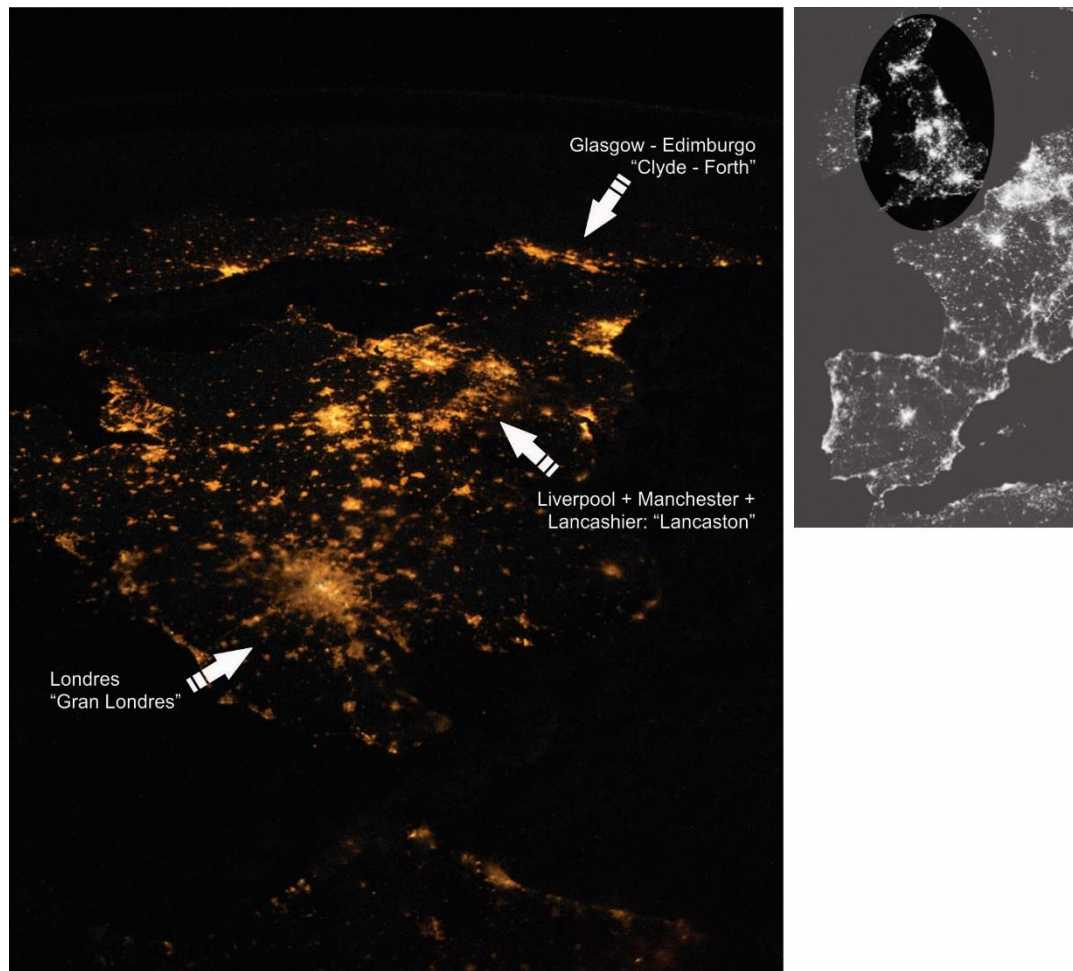 Glasgow - Edimburgo
“Clyde - Forth”
Liverpool + Manchester +
Lancashier: “Lancaston”
Londres
“Gran Londres”